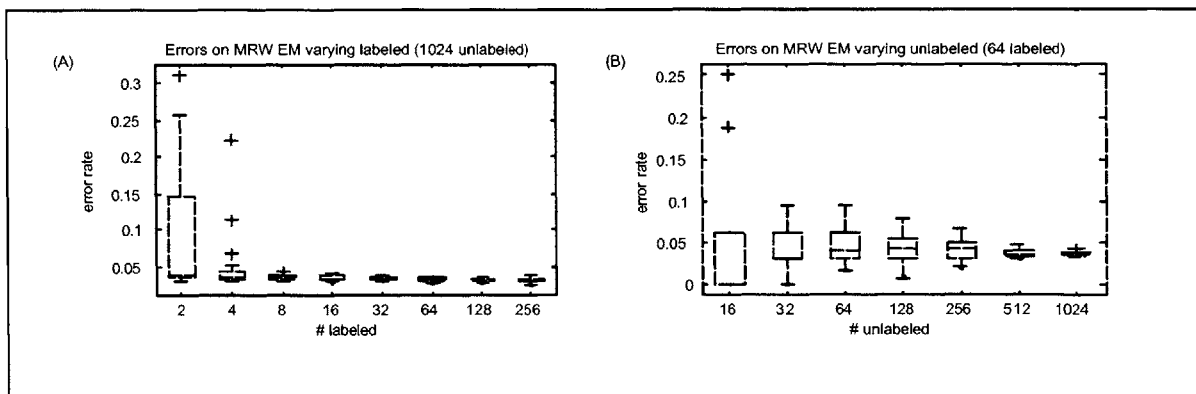 Errors on MRW EM varying labeled (1024 unlabeled)
(A)
0.3
0.25
0.2
0.15
0.1
0.05
error rate
2 4 8 16 32 64 128 256
# labeled
Errors on MRW EM varying unlabeled (64 labeled)
(B)
0.25
0.2
0.15
0.1
0.05
0
error rate
16 32 64 128 256 512 1024
# unlabeled